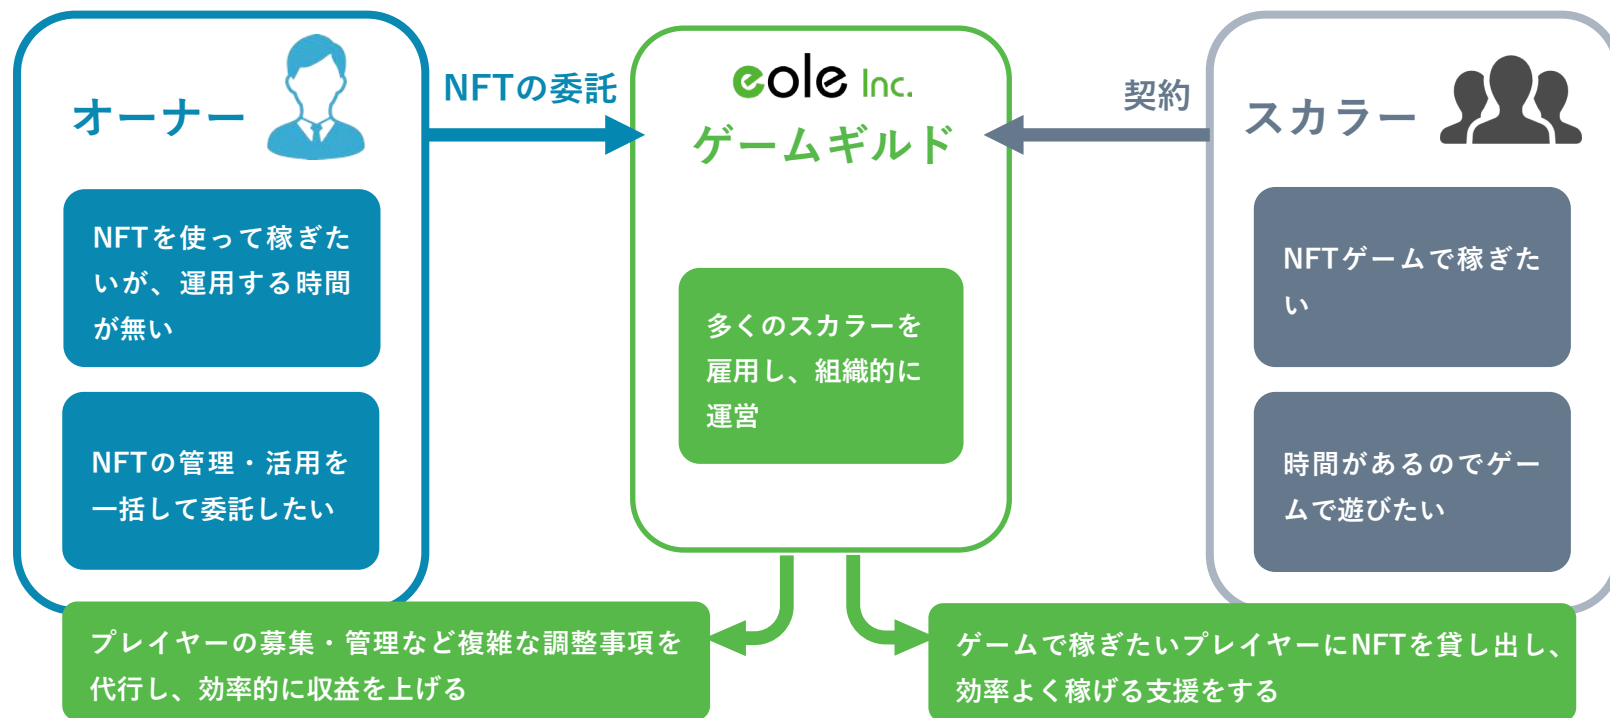 オーナー
NFTを使って稼ぎた
いが、運用する時間
が無い
NFTの管理・活用を
一括して委託したい
NFTの委託
eole Inc.
ゲームギルド
多くのスカラーを
雇用し、組織的に
運営
契約
スカラー
NFTゲームで稼ぎた
い
時間があるのでゲー
ムで遊びたい
プレイヤーの募集・管理など複雑な調整事項を
代行し、効率的に収益を上げる
ゲームで稼ぎたいプレイヤーにNFTを貸し出し、
効率よく稼げる支援をする